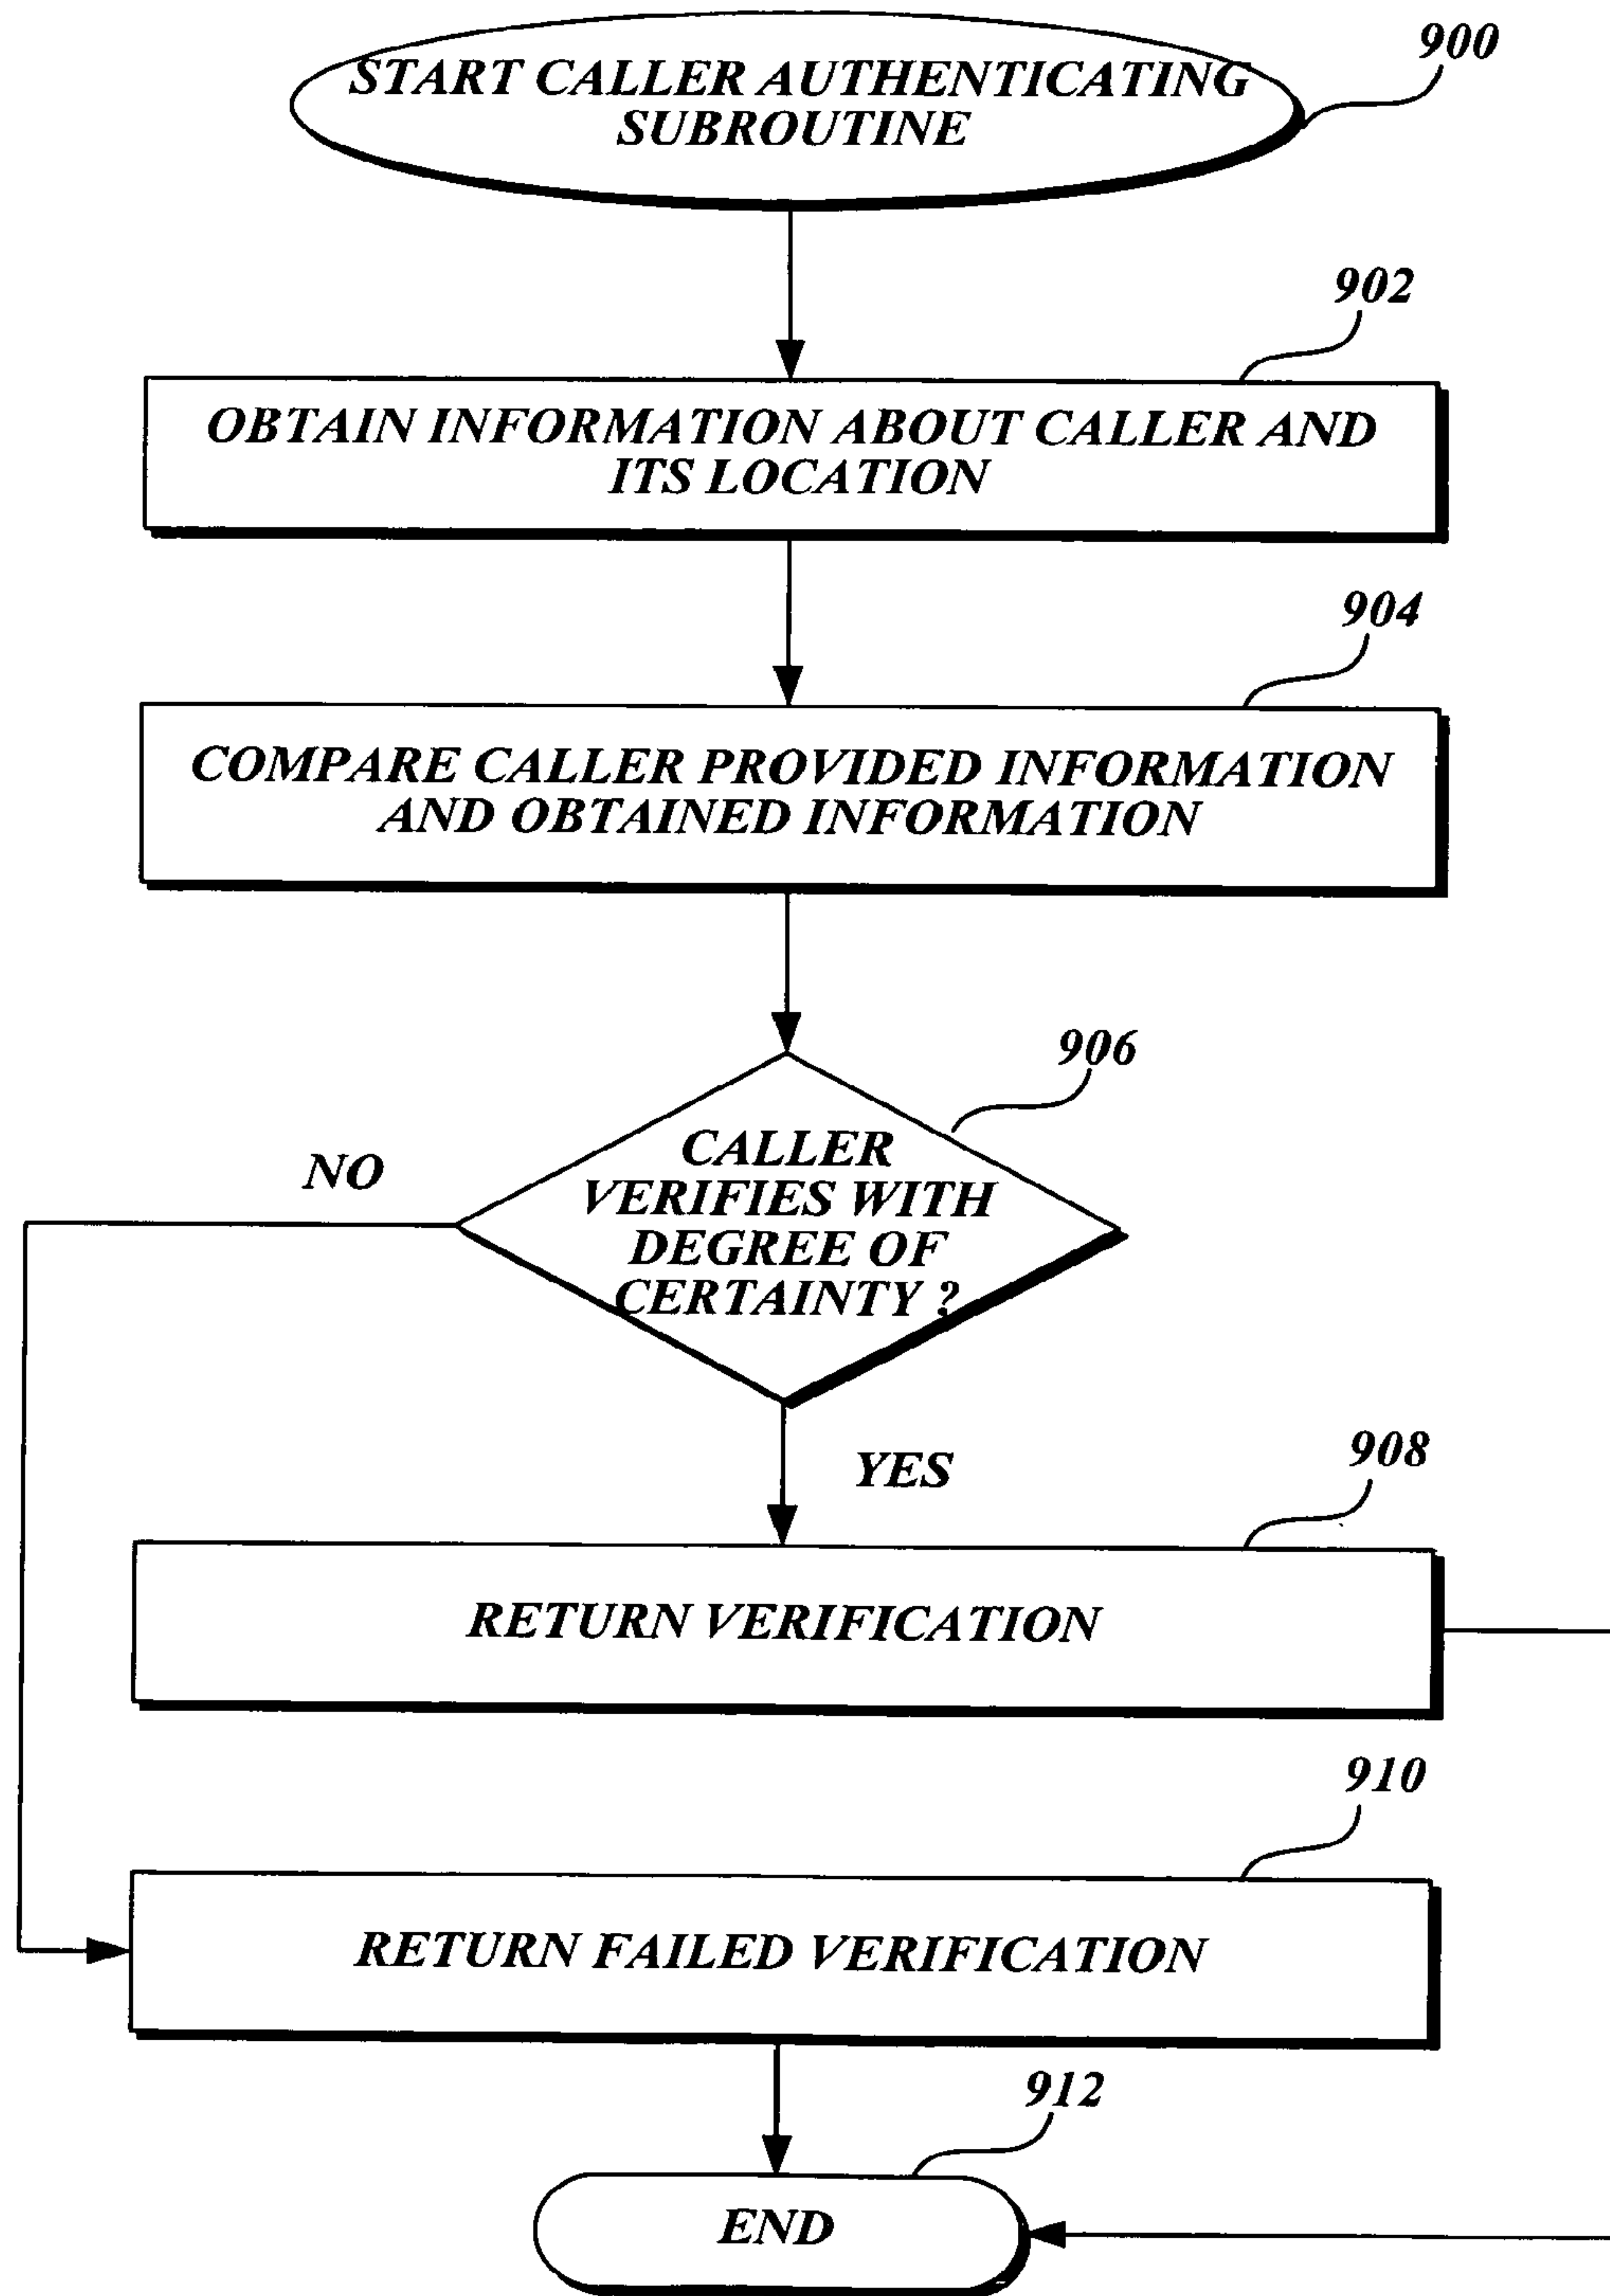 900
START CALLER AUTHENTICATING
SUBROUTINE
902
OBTAIN INFORMATION ABOUT CALLER AND
ITS LOCATION
904
COMPARE CALLER PROVIDED INFORMATION
AND OBTAINED INFORMATION
906
CALLER
VERIFIES WITH
DEGREE OF
CERTAINTY ?
NO
YES
908
RETURN VERIFICATION
910
RETURN FAILED VERIFICATION
912
END